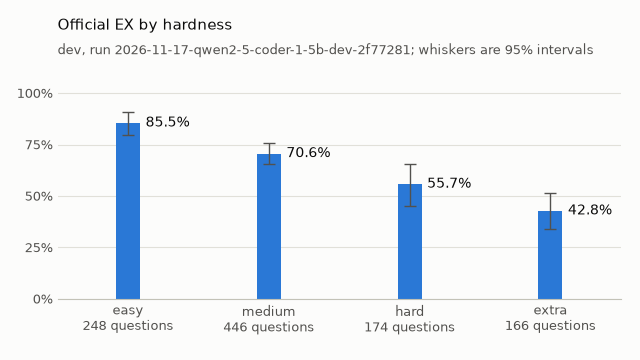 Official EX by hardness
dev, run 2026-11-17-qwen2-5-coder-1-5b-dev-2f77281; whiskers are 95% intervals
100%
75%
50%
25%
0%
85.5%
70.6%
55.7%
42.8%
easy
248 questions
medium
446 questions
hard
174 questions
extra
166 questions